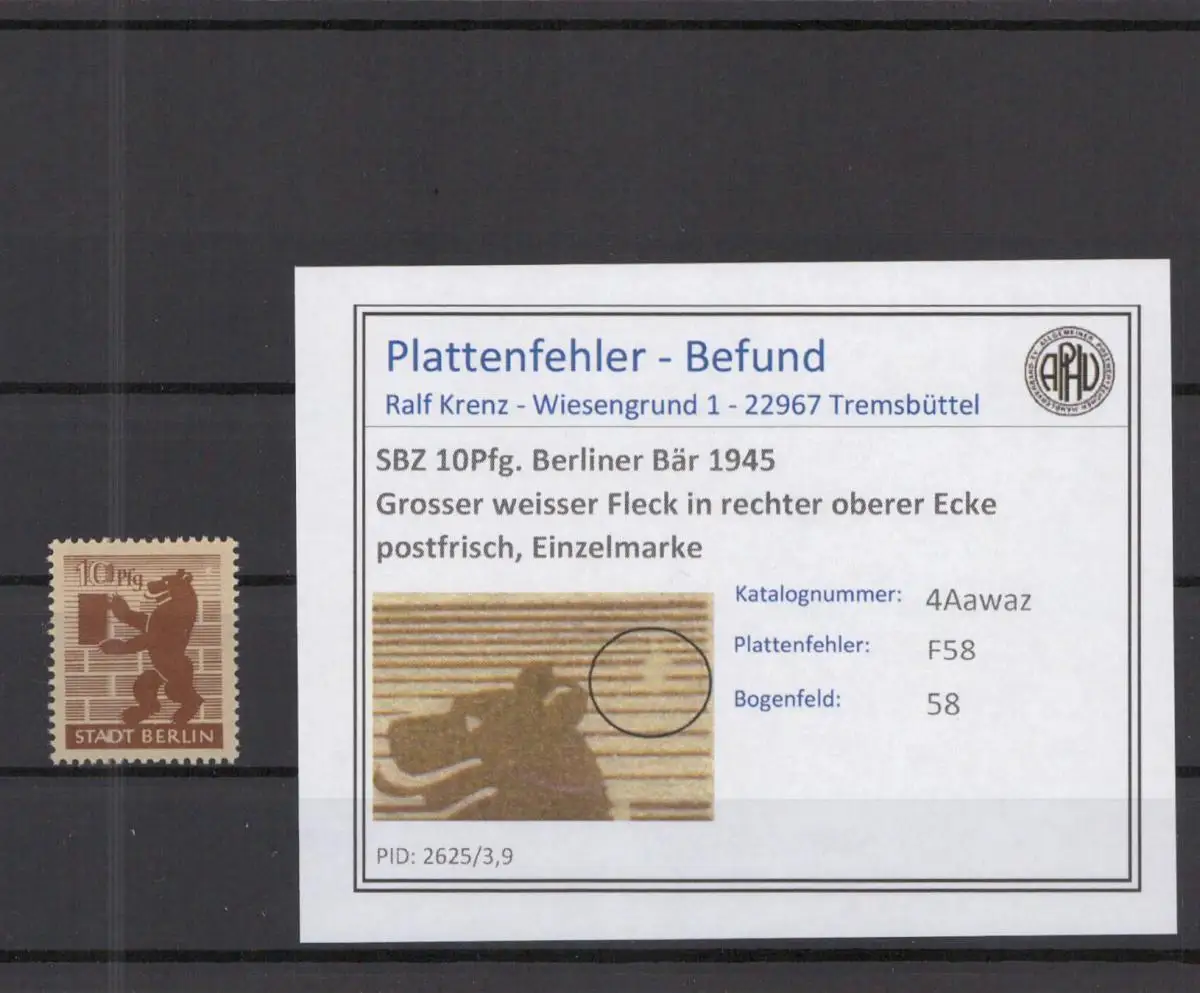 10 Pfg
STADT BERLIN
Plattenfehler - Befund
Ralf Krenz - Wiesengrund 1 - 22967 Tremsbüttel
APHV
SBZ 10Pfg. Berliner Bär 1945
Grosser weisser Fleck in rechter oberer Ecke
postfrisch, Einzelmarke
Katalognummer: 4Aawaz
Plattenfehler: F58
Bogenfeld: 58
PID: 2625/3,9